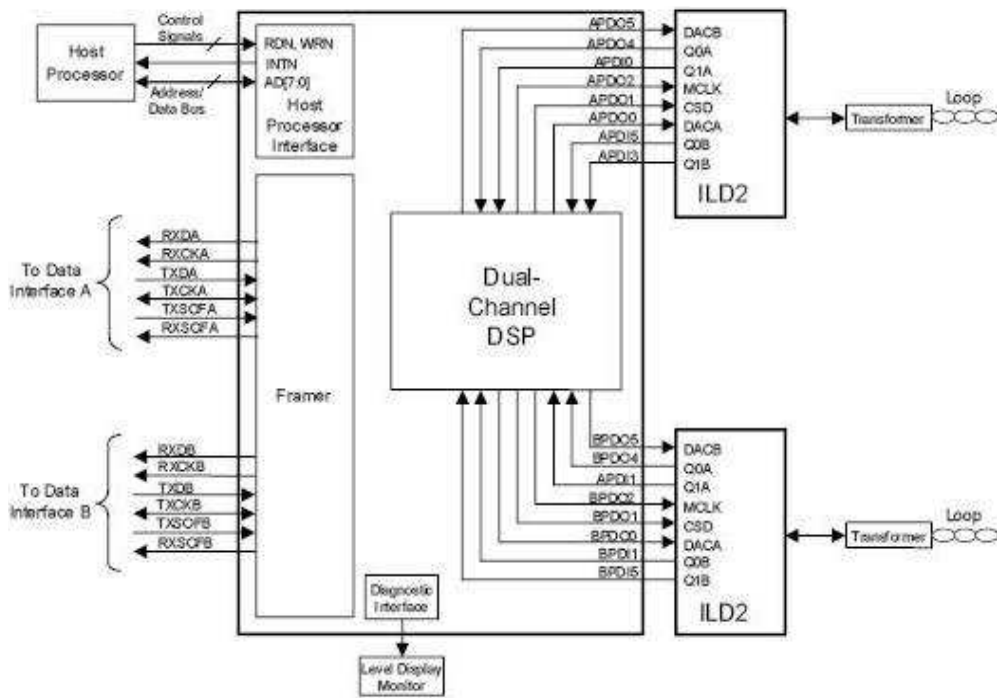 Control
Signals
Host
Processor
Address/
Data Bus
RDN, WRN
INTN
AD[7:0]
Host
Processor
Interface
APDO5
APDO4
APDI0
APDO2
APDO1
APDO0
APDI5
APDI3
DACB
Q0A
Q1A
MCLK
CSD
DACA
Q0B
Q1B
ILD2
Transformer
Loop
To Data
Interface A
RXDA
RXCKA
TXDA
TXCKA
TXSOFA
RXSOFA
Framer
Dual-
Channel
DSP
To Data
Interface B
RXDB
RXCKB
TXDB
TXCKB
TXSOFB
RXSOFB
BPDO5
BPDO4
APDI1
BPDO2
BPDO1
BPDO0
BPDI1
BPDI5
DACB
Q0A
Q1A
MCLK
CSD
DACA
Q0B
Q1B
ILD2
Transformer
Loop
Diagnostic
Interface
Level Display
Monitor